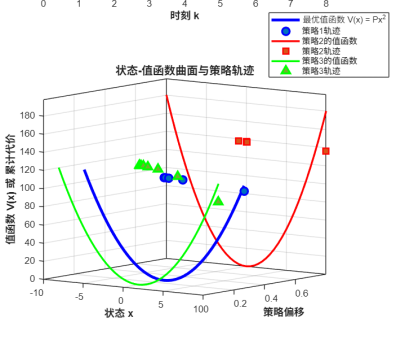 0 1 2 3 4 5 6 7 8
时刻 k
最优值函数 V(x) = Px²
策略1轨迹
策略2的值函数
策略2轨迹
策略3的值函数
策略3轨迹
状态-值函数曲面与策略轨迹
180
160
140
120
100
80
60
40
20
0
值函数 V(x) 或 累计代价
-10 -5 0 5 10
状态 x
0 0.2 0.4 0.6
策略偏移